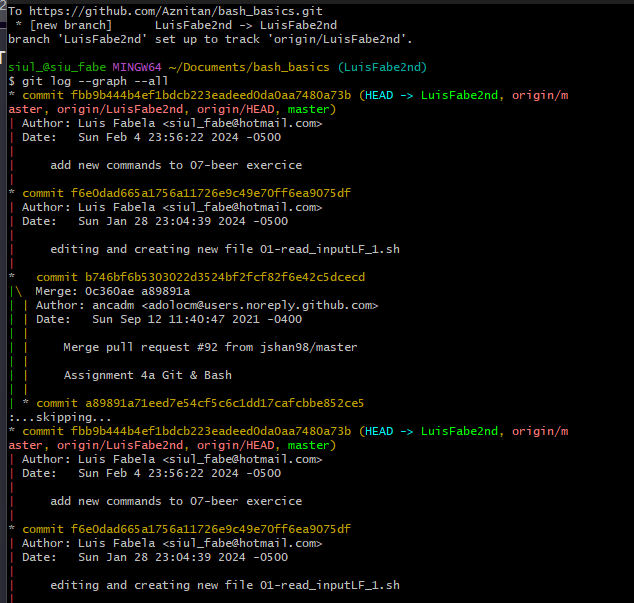 To https://github.com/Aznitan/bash_basics.git
 * [new branch]      LuisFabe2nd -> LuisFabe2nd
branch 'LuisFabe2nd' set up to track 'origin/LuisFabe2nd'.

siul_@siu_fabe MINGW64 ~/Documents/bash_basics (LuisFabe2nd)
$ git log --graph --all
* commit fbb9b444b4ef1bdcb223eadeed0da0aa7480a73b (HEAD -> LuisFabe2nd, origin/m
aster, origin/LuisFabe2nd, origin/HEAD, master)
| Author: Luis Fabela <siul_fabe@hotmail.com>
| Date:   Sun Feb 4 23:56:22 2024 -0500
|
|     add new commands to 07-beer exercice
|
* commit f6e0dad665a1756a11726e9c49e70ff6ea9075df
| Author: Luis Fabela <siul_fabe@hotmail.com>
| Date:   Sun Jan 28 23:04:39 2024 -0500
|
|     editing and creating new file 01-read_inputLF_1.sh
|
*   commit b746bf6b5303022d3524bf2fcf82f6e42c5dcecd
|\  Merge: 0c360ae a89891a
| | Author: ancadm <adolocm@users.noreply.github.com>
| | Date:   Sun Sep 12 11:40:47 2021 -0400
| |
| |     Merge pull request #92 from jshan98/master
| |
| |     Assignment 4a Git & Bash
| |
| * commit a89891a71eed7e54cf5c6c1dd17cafcbbe852ce5
:...skipping...
* commit fbb9b444b4ef1bdcb223eadeed0da0aa7480a73b (HEAD -> LuisFabe2nd, origin/m
aster, origin/LuisFabe2nd, origin/HEAD, master)
| Author: Luis Fabela <siul_fabe@hotmail.com>
| Date:   Sun Feb 4 23:56:22 2024 -0500
|
|     add new commands to 07-beer exercice
|
* commit f6e0dad665a1756a11726e9c49e70ff6ea9075df
| Author: Luis Fabela <siul_fabe@hotmail.com>
| Date:   Sun Jan 28 23:04:39 2024 -0500
|
|     editing and creating new file 01-read_inputLF_1.sh
|